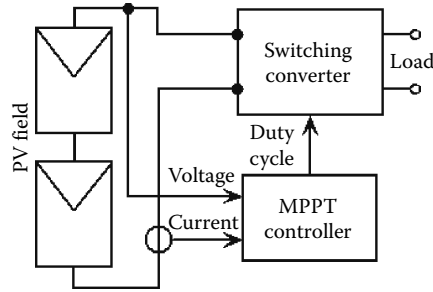 Switching
converter
Load
PV field
Duty
cycle
Voltage
Current
MPPT
controller